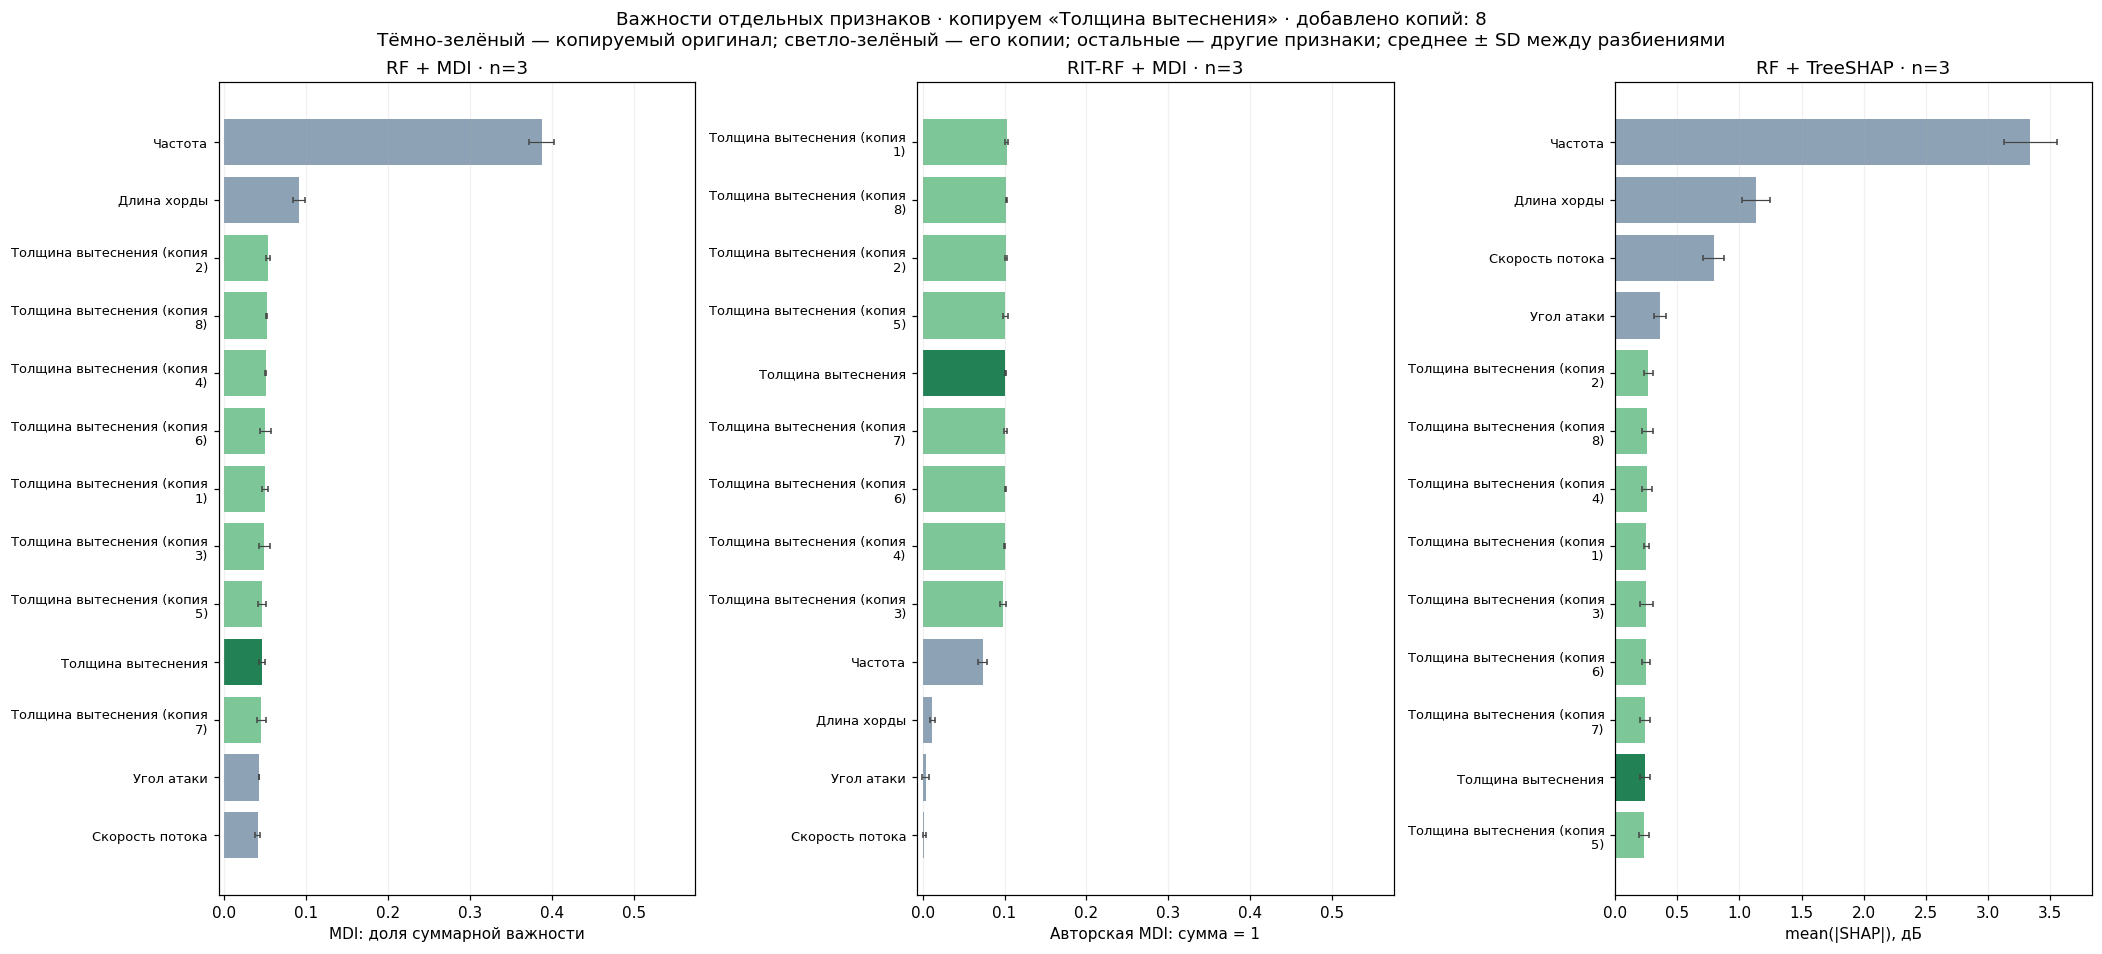 Важности отдельных признаков · копируем «Толщина вытеснения» · добавлено копий: 8
Тёмно-зелёный — копируемый оригинал; светло-зелёный — его копии; остальные — другие признаки; среднее ± SD между разбиениями
RF + MDI · n=3
Частота
Длина хорды
Толщина вытеснения (копия
2)
Толщина вытеснения (копия
8)
Толщина вытеснения (копия
4)
Толщина вытеснения (копия
6)
Толщина вытеснения (копия
1)
Толщина вытеснения (копия
3)
Толщина вытеснения (копия
5)
Толщина вытеснения
Толщина вытеснения (копия
7)
Угол атаки
Скорость потока
0.0 0.1 0.2 0.3 0.4 0.5
MDI: доля суммарной важности
RIT-RF + MDI · n=3
Толщина вытеснения (копия
1)
Толщина вытеснения (копия
8)
Толщина вытеснения (копия
2)
Толщина вытеснения (копия
5)
Толщина вытеснения
Толщина вытеснения (копия
7)
Толщина вытеснения (копия
6)
Толщина вытеснения (копия
4)
Толщина вытеснения (копия
3)
Частота
Длина хорды
Угол атаки
Скорость потока
0.0 0.1 0.2 0.3 0.4 0.5
Авторская MDI: сумма = 1
RF + TreeSHAP · n=3
Частота
Длина хорды
Скорость потока
Угол атаки
Толщина вытеснения (копия
2)
Толщина вытеснения (копия
8)
Толщина вытеснения (копия
4)
Толщина вытеснения (копия
1)
Толщина вытеснения (копия
3)
Толщина вытеснения (копия
6)
Толщина вытеснения (копия
7)
Толщина вытеснения
Толщина вытеснения (копия
5)
0.0 0.5 1.0 1.5 2.0 2.5 3.0 3.5
mean(|SHAP|), дБ